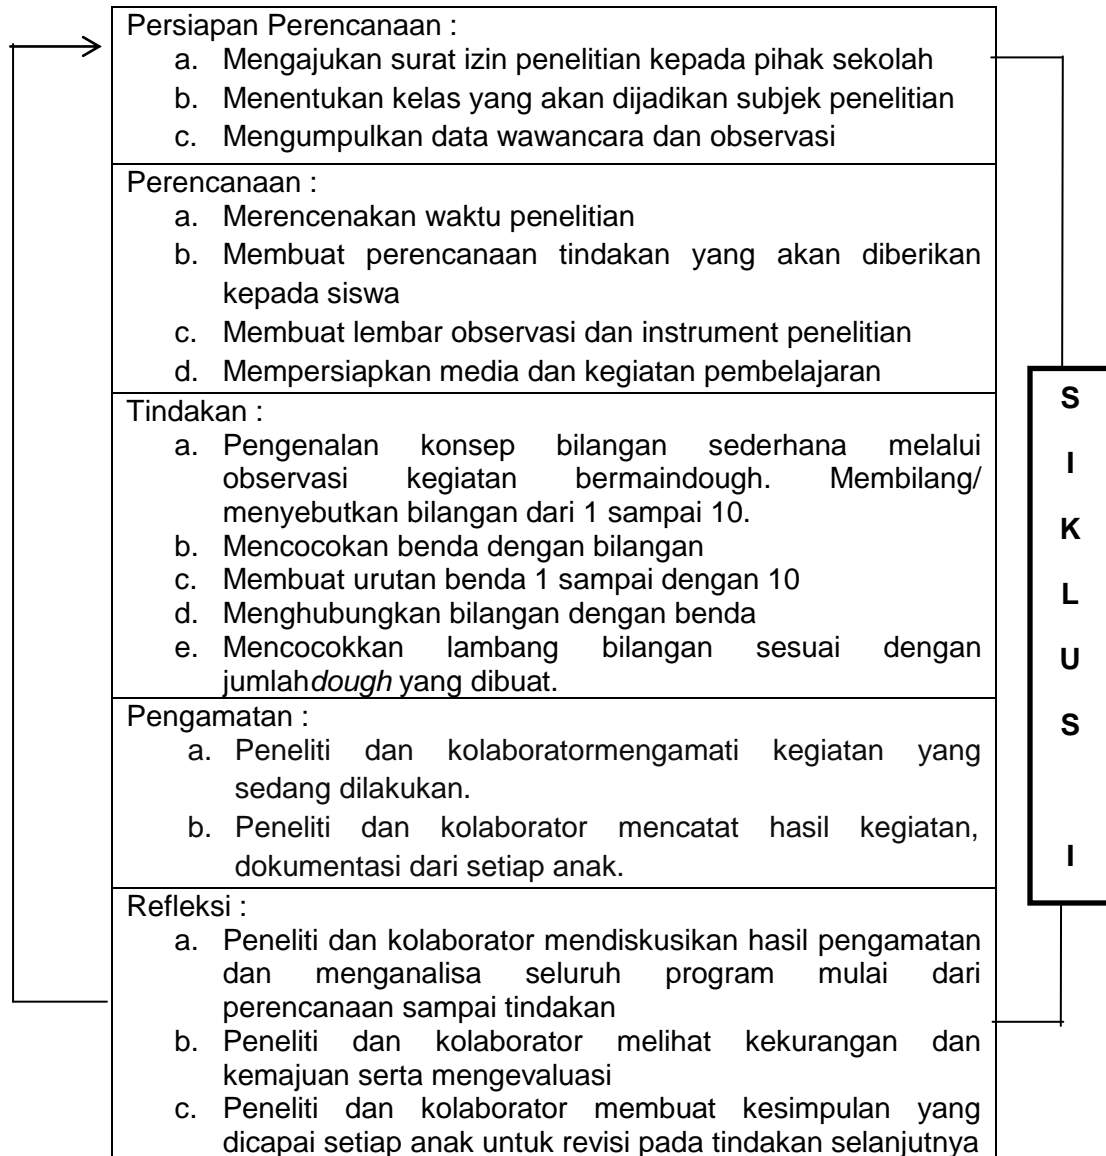 Persiapan Perencanaan :
a. Mengajukan surat izin penelitian kepada pihak sekolah
b. Menentukan kelas yang akan dijadikan subjek penelitian
c. Mengumpulkan data wawancara dan observasi
Perencanaan :
a. Merencenakan waktu penelitian
b. Membuat perencanaan tindakan yang akan diberikan
kepada siswa
c. Membuat lembar observasi dan instrument penelitian
d. Mempersiapkan media dan kegiatan pembelajaran
Tindakan :
a. Pengenalan konsep bilangan sederhana melalui
observasi kegiatan bermaindough. Membilang/
menyebutkan bilangan dari 1 sampai 10.
b. Mencocokan benda dengan bilangan
c. Membuat urutan benda 1 sampai dengan 10
d. Menghubungkan bilangan dengan benda
e. Mencocokkan lambang bilangan sesuai dengan
jumlahdough yang dibuat.
Pengamatan :
a. Peneliti dan kolaboratormengamati kegiatan yang
sedang dilakukan.
b. Peneliti dan kolaborator mencatat hasil kegiatan,
dokumentasi dari setiap anak.
Refleksi :
a. Peneliti dan kolaborator mendiskusikan hasil pengamatan
dan menganalisa seluruh program mulai dari
perencanaan sampai tindakan
b. Peneliti dan kolaborator melihat kekurangan dan
kemajuan serta mengevaluasi
c. Peneliti dan kolaborator membuat kesimpulan yang
dicapai setiap anak untuk revisi pada tindakan selanjutnya
S
I
K
L
U
S
I